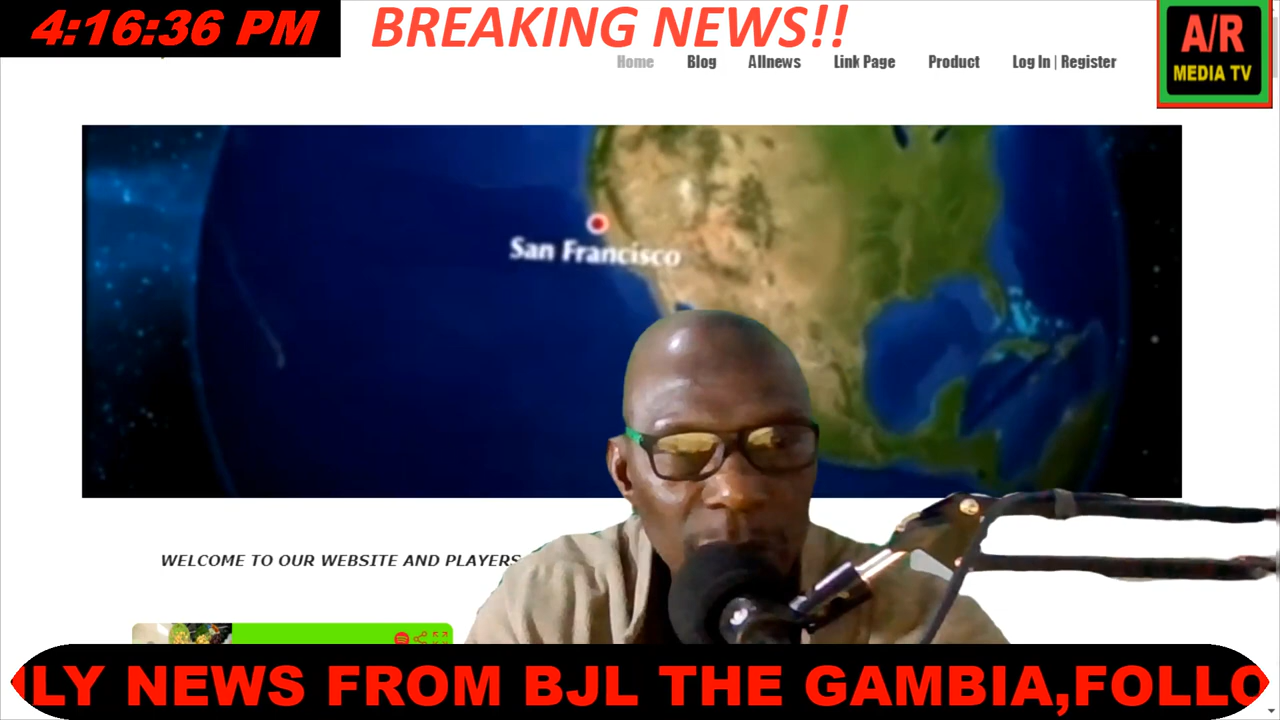 4:16:36 PM
BREAKING NEWS!!
A/R
MEDIA TV
Home Blog Allnews Link Page Product Log In | Register
San Francisco
WELCOME TO OUR WEBSITE AND PLAYERS
LY NEWS FROM BJL THE GAMBIA,FOLLO